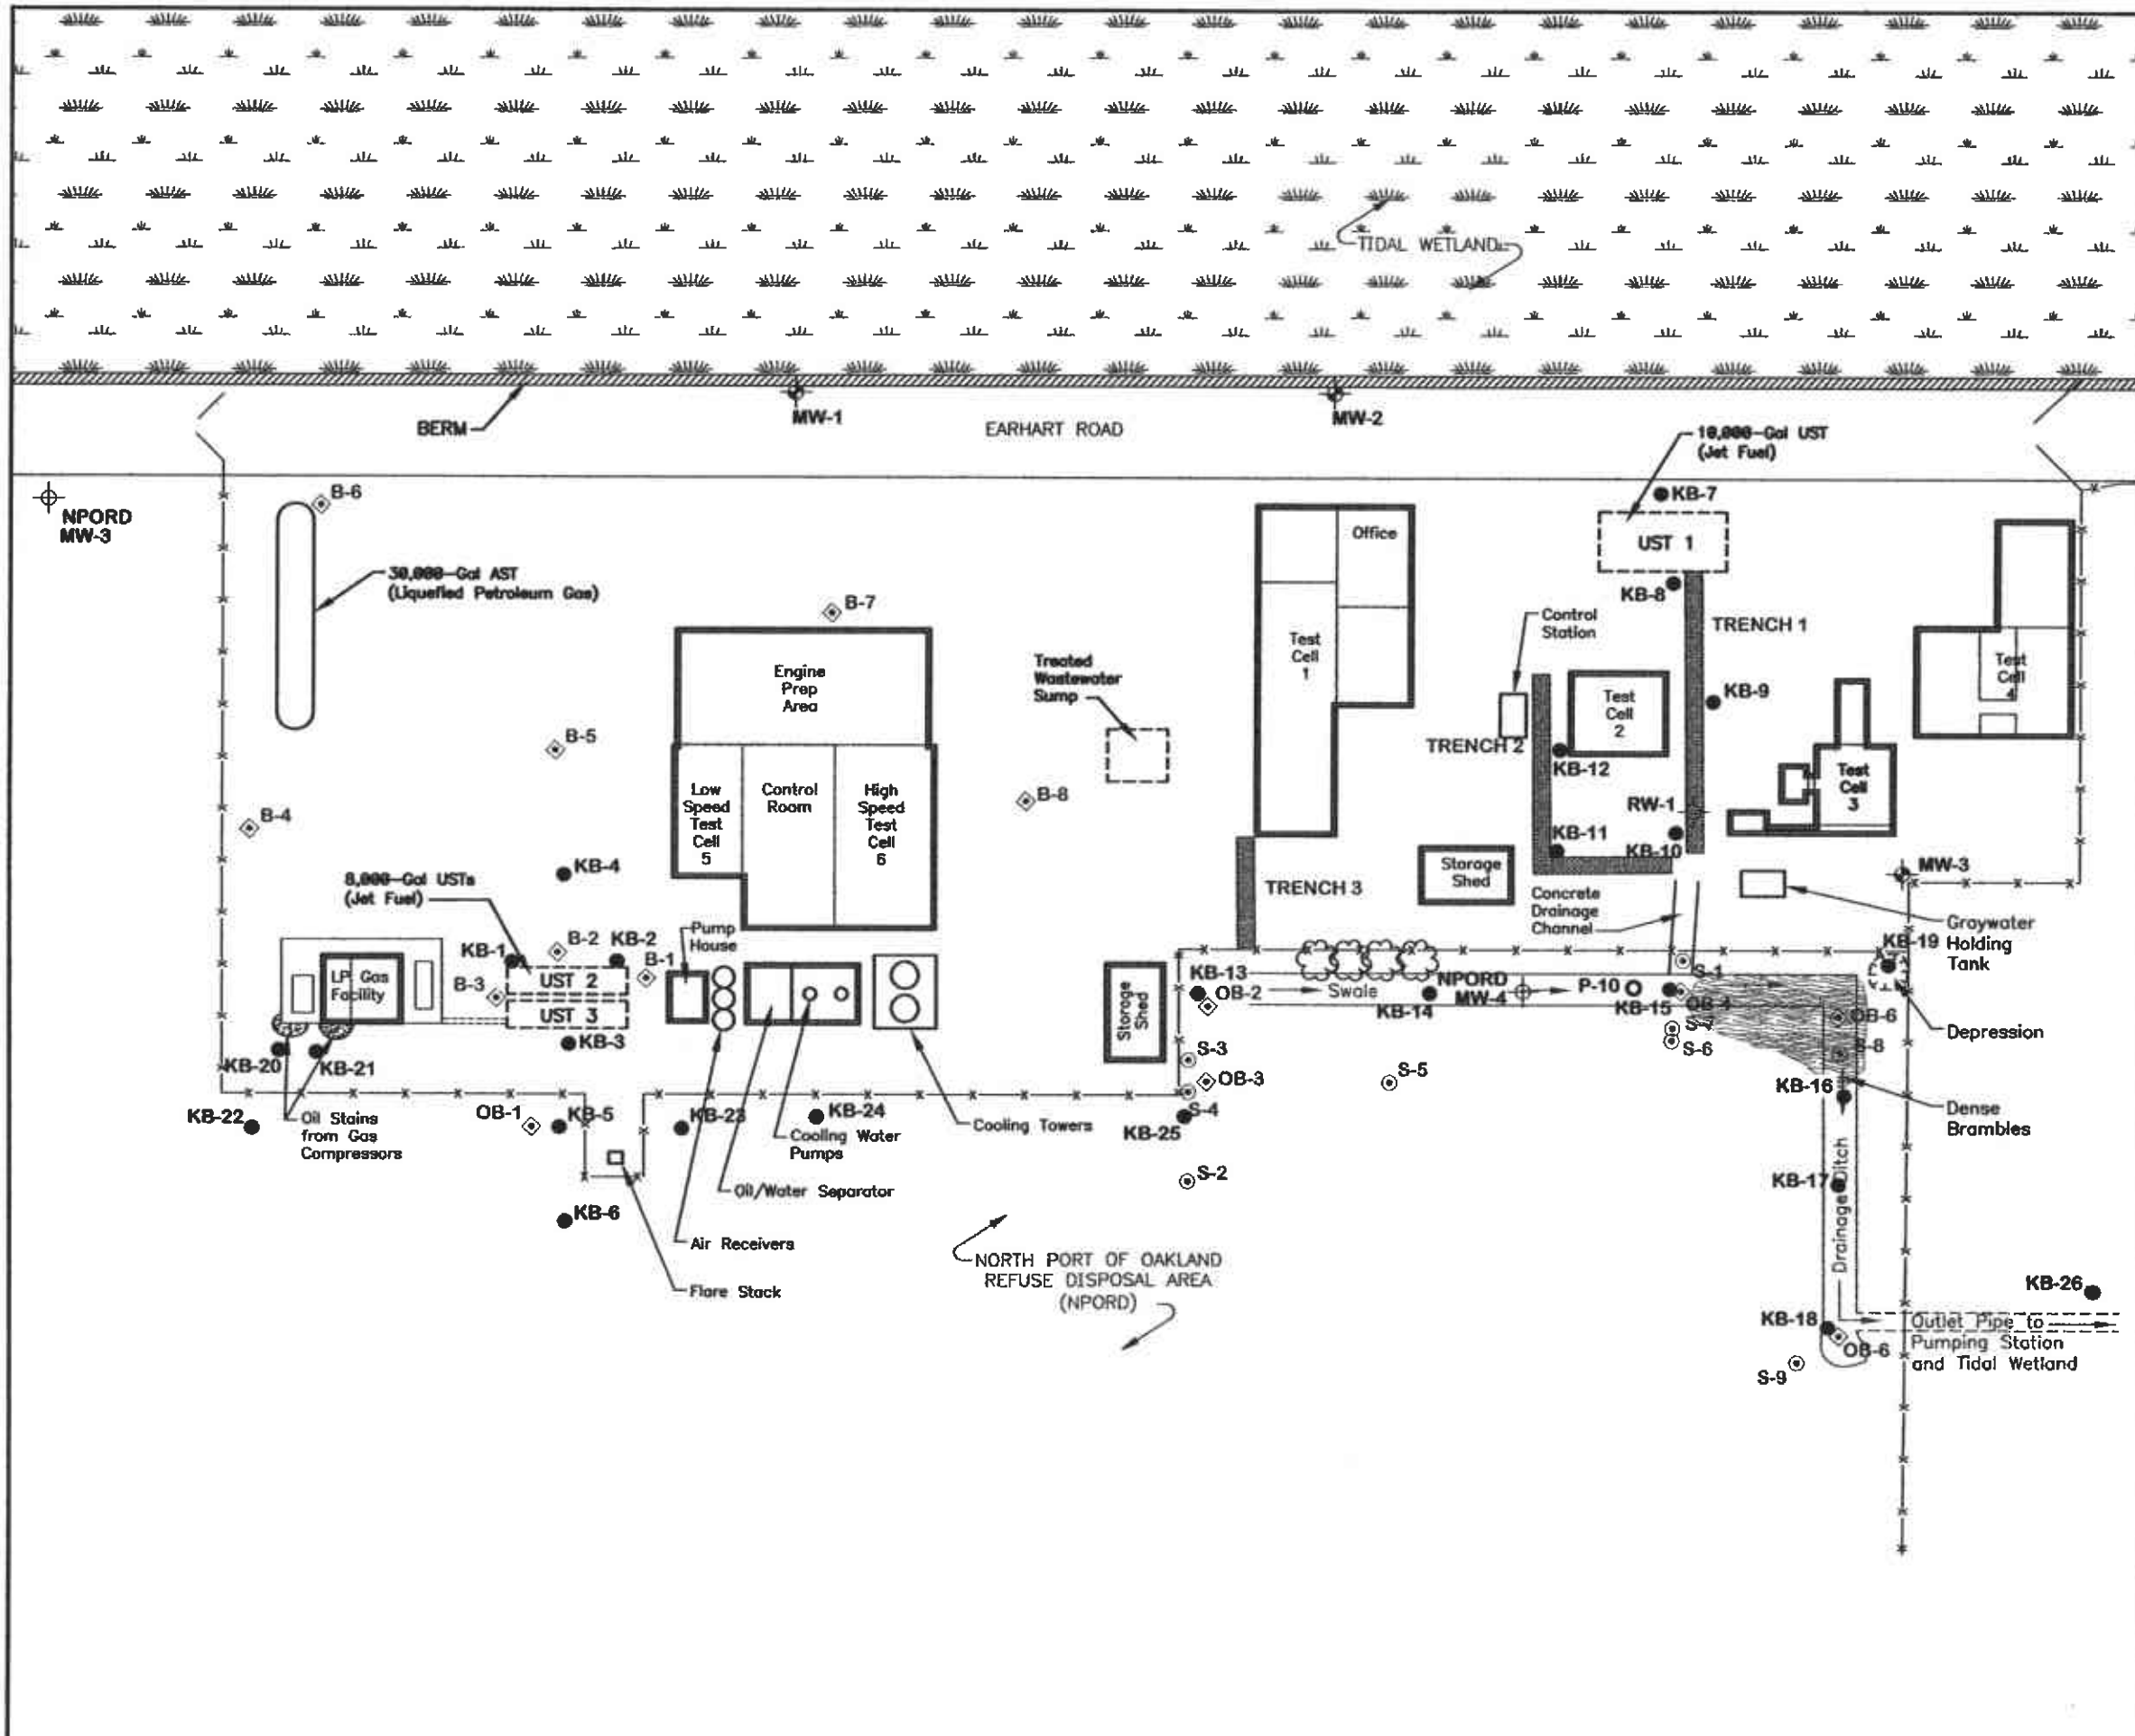 TIDAL WETLAND
BERM
MW-1
EARHART ROAD
MW-2
10,000-Gal UST
(Jet Fuel)
B-6
NPORD
MW-3
KB-7
Office
UST 1
30,000-Gal AST
(Liquefied Petroleum Gas)
B-7
KB-8
Control
Station
TRENCH 1
Test
Cell
1
Engine
Prep
Area
Treated
Wastewater
Sump
Test
Cell
4
Test
Cell
2
KB-9
B-5
TRENCH 2
KB-12
Low
Speed
Test
Cell
5
Control
Room
High
Speed
Test
Cell
6
B-8
Test
Cell
3
RW-1
B-4
KB-11
KB-10
KB-4
Storage
Shed
MW-3
8,000-Gal USTs
(Jet Fuel)
TRENCH 3
Concrete
Drainage
Channel
Graywater
Holding
Tank
Pump
House
KB-1
B-2
KB-2
B-1
KB-19
S-1
LP Gas
Facility
B-3
UST 2
UST 3
KB-13
OB-2
Swale
KB-14
NPORD
MW-4
P-10
KB-15
OB-4
Storage
Shed
OB-6
Depression
KB-3
S-3
S-6
S-8
KB-20
KB-21
OB-3
S-5
KB-16
KB-22
OB-1
KB-5
KB-23
KB-24
S-4
KB-25
Dense
Brambles
Oil Stains
from Gas
Compressors
Cooling Water
Pumps
Cooling Towers
S-2
KB-17
Drainage Ditch
Oil/Water Separator
KB-6
Air Receivers
NORTH PORT OF OAKLAND
REFUSE DISPOSAL AREA
(NPORD)
Flare Stack
KB-26
KB-18
Outlet Pipe to
Pumping Station
and Tidal Wetland
OB-6
S-9